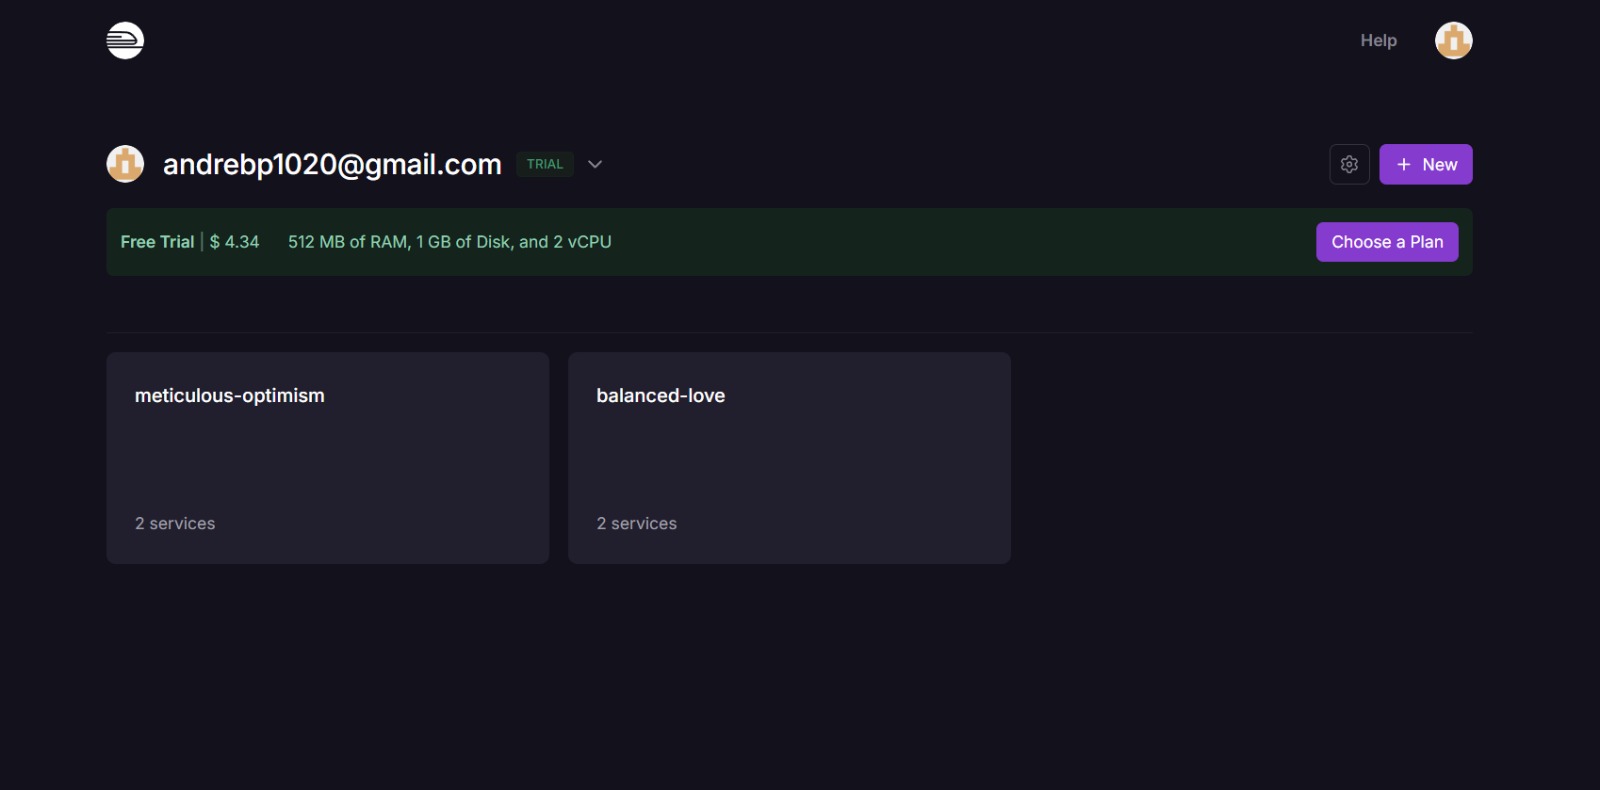 Help
andrebp1020@gmail.com TRIAL
New
Free Trial | $ 4.34 512 MB of RAM, 1 GB of Disk, and 2 vCPU
Choose a Plan
meticulous-optimism
2 services
balanced-love
2 services